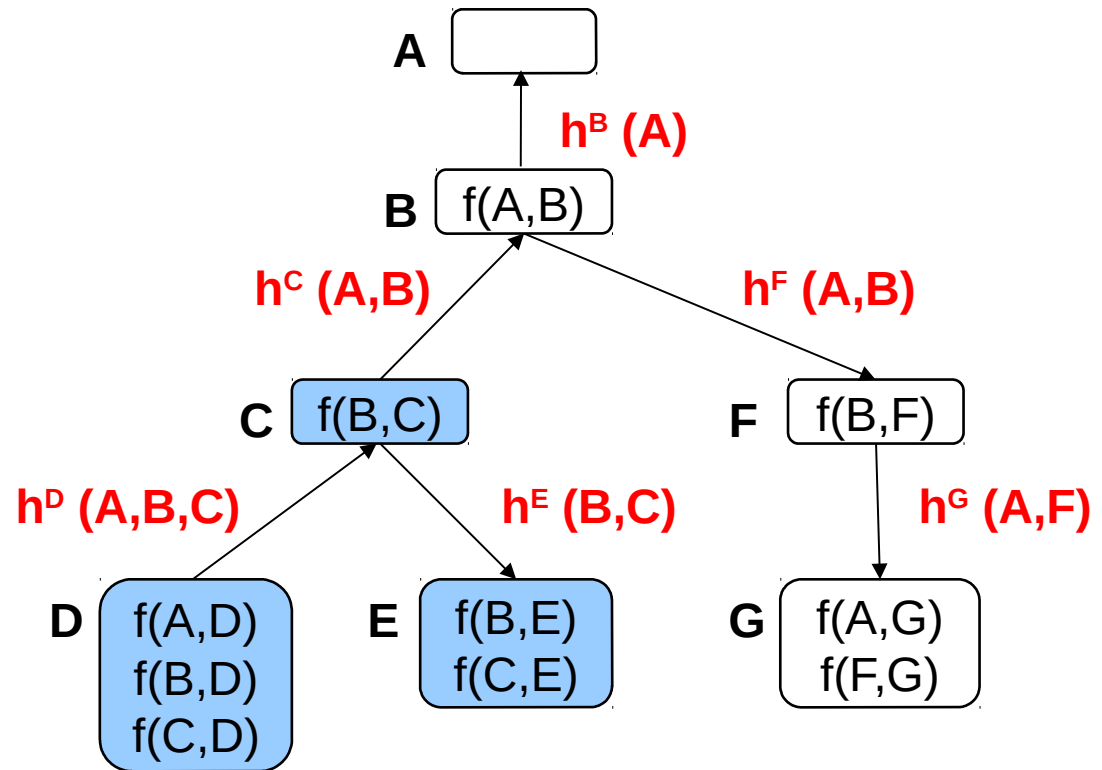 A
hᴮ (A)
B
f(A,B)
hᶜ (A,B)
hᶠ (A,B)
C
f(B,C)
F
f(B,F)
hᴰ (A,B,C)
hᴱ (B,C)
hᴳ (A,F)
D
f(A,D)
f(B,D)
f(C,D)
E
f(B,E)
f(C,E)
G
f(A,G)
f(F,G)